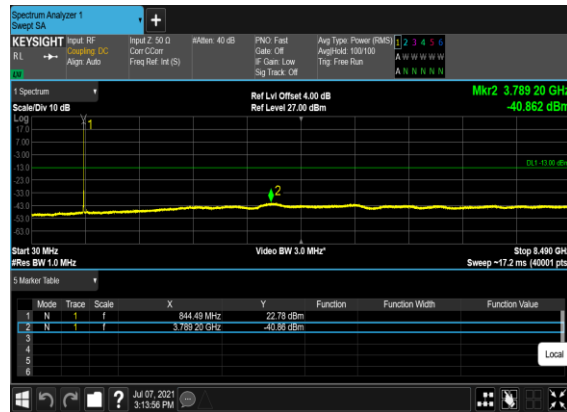 Spectrum Analyzer 1
Swept SA
+
KEYSIGHT Input: RF Input Z: 50 Ω #Atten: 40 dB PNO: Fast Avg Type: Power (RMS) 1 2 3 4 5 6
RL Coupling: DC Corr CCorr Gate: Off Avg|Hold: 100/100 A W W W W W
Align: Auto Freq Ref: Int (S) IF Gain: Low Trig: Free Run
Sig Track: Off A N N N N N
1 Spectrum Ref Lvl Offset 4.00 dB Mkr2 3.789 20 GHz
Scale/Div 10 dB Ref Level 27.00 dBm -40.862 dBm
Log
17.0
7.00
-3.00
-13.0
-23.0
-33.0
-43.0
-53.0
-63.0
1
DL1 -13.00 dBm
2
Start 30 MHz Video BW 3.0 MHz* Stop 8.490 GHz
#Res BW 1.0 MHz Sweep ~17.2 ms (40001 pts)
5 Marker Table
Mode Trace Scale X Y Function Function Width Function Value
1 N 1 f 844.49 MHz 22.78 dBm
2 N 1 f 3.789 20 GHz -40.86 dBm
3
4
5
6
Local
? Jul 07, 2021
3:13:56 PM